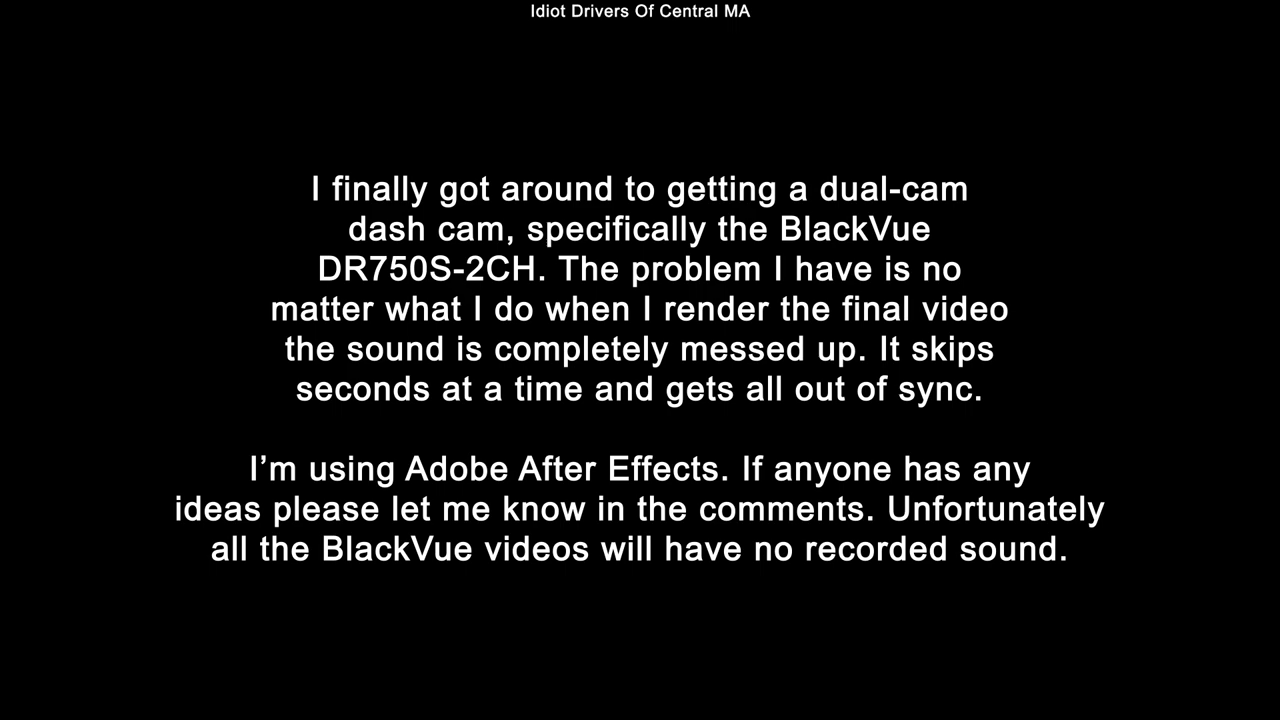 Idiot Drivers Of Central MA
I finally got around to getting a dual-cam
dash cam, specifically the BlackVue
DR750S-2CH. The problem I have is no
matter what I do when I render the final video
the sound is completely messed up. It skips
seconds at a time and gets all out of sync.
I’m using Adobe After Effects. If anyone has any
ideas please let me know in the comments. Unfortunately
all the BlackVue videos will have no recorded sound.